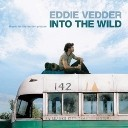 EDDIE VEDDER
INTO THE WILD
142